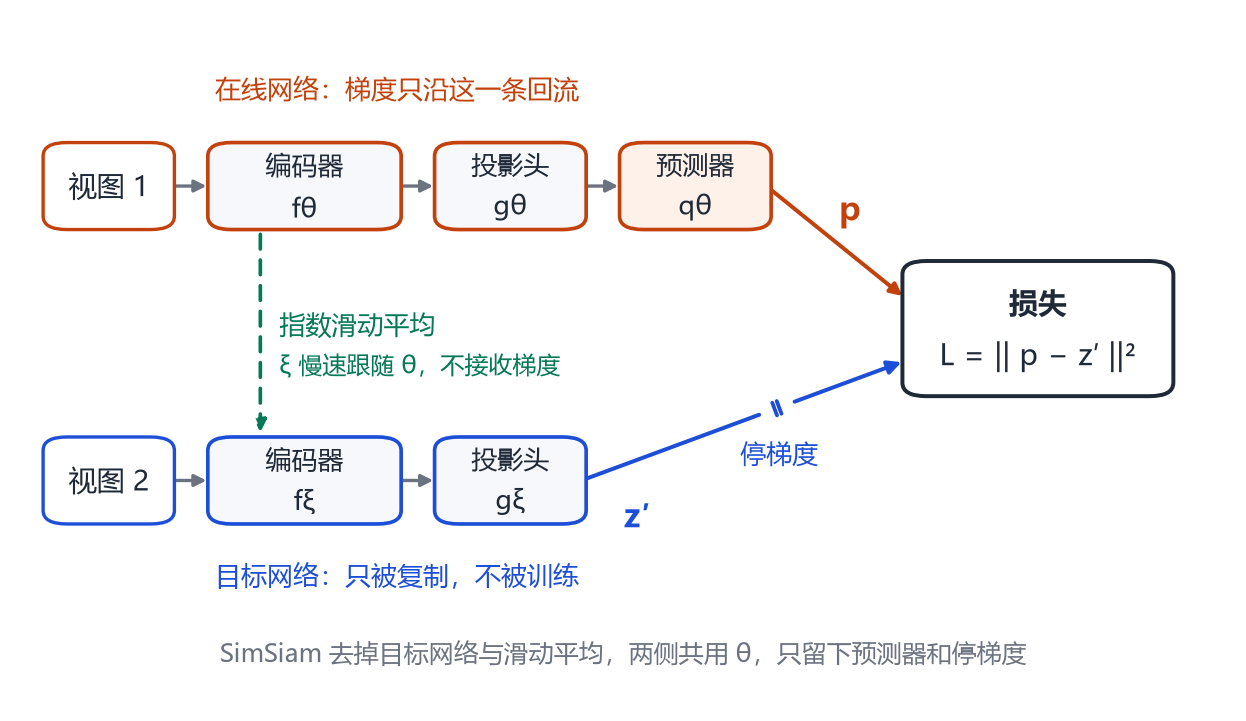 在线网络：梯度只沿这一条回流
视图 1
编码器
fθ
投影头
gθ
预测器
qθ
p
损失
L = || p − z′ ||²
指数滑动平均
ξ 慢速跟随 θ，不接收梯度
停梯度
视图 2
编码器
fξ
投影头
gξ
z′
目标网络：只被复制，不被训练
SimSiam 去掉目标网络与滑动平均，两侧共用 θ，只留下预测器和停梯度